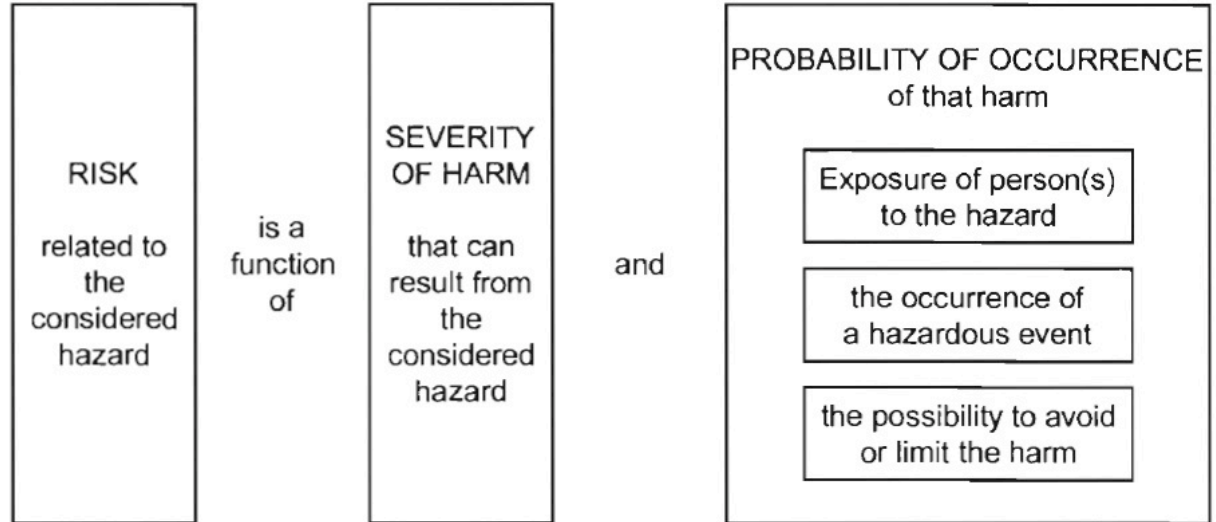 RISK
related to
the
considered
hazard
is a
function
of
SEVERITY
OF HARM
that can
result from
the
considered
hazard
and
PROBABILITY OF OCCURRENCE
of that harm
Exposure of person(s)
to the hazard
the occurrence of
a hazardous event
the possibility to avoid
or limit the harm